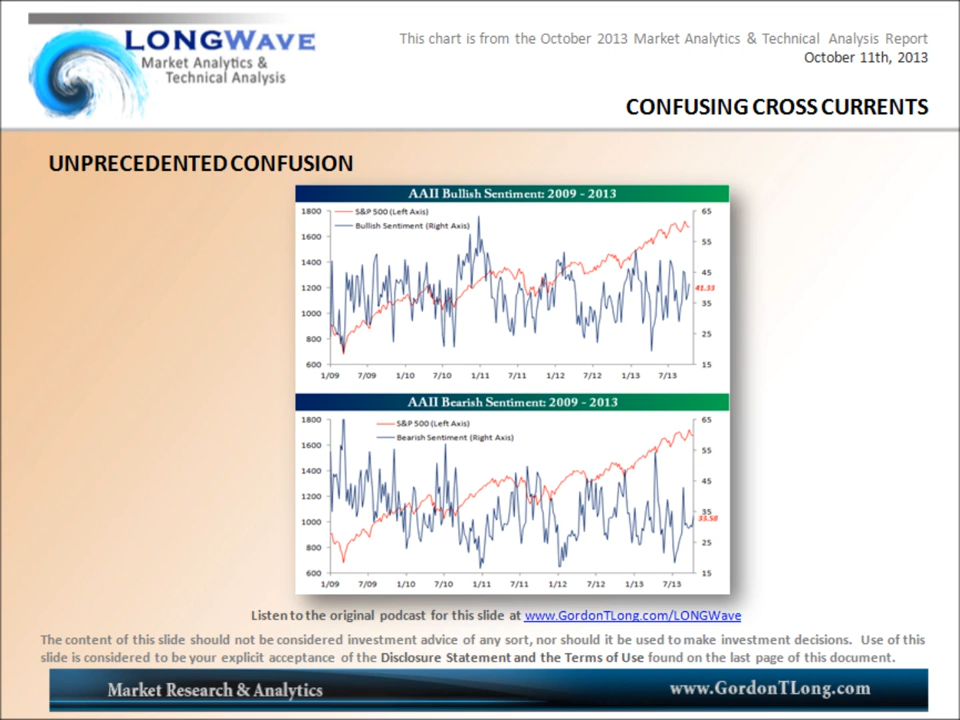 LONGWAVE
Market Analytics &
Technical Analysis
This chart is from the October 2013 Market Analytics & Technical Analysis Report
October 11th, 2013
CONFUSING CROSS CURRENTS
UNPRECEDENTED CONFUSION
AAII Bullish Sentiment: 2009 - 2013
S&P 500 (Left Axis)
Bullish Sentiment (Right Axis)
1800 65
1600 55
1400 45
1200 41.33
35
1000
25
800
600 15
1/09 7/09 1/10 7/10 1/11 7/11 1/12 7/12 1/13 7/13
AAII Bearish Sentiment: 2009 - 2013
S&P 500 (Left Axis)
Bearish Sentiment (Right Axis)
1800 65
1600 55
1400 45
1200 35
1000 33.58
25
800
600 15
1/09 7/09 1/10 7/10 1/11 7/11 1/12 7/12 1/13 7/13
Listen to the original podcast for this slide at www.GordonTLong.com/LONGWave
The content of this slide should not be considered investment advice of any sort, nor should it be used to make investment decisions. Use of this
slide is considered to be your explicit acceptance of the Disclosure Statement and the Terms of Use found on the last page of this document.
Market Research & Analytics
www.GordonTLong.com